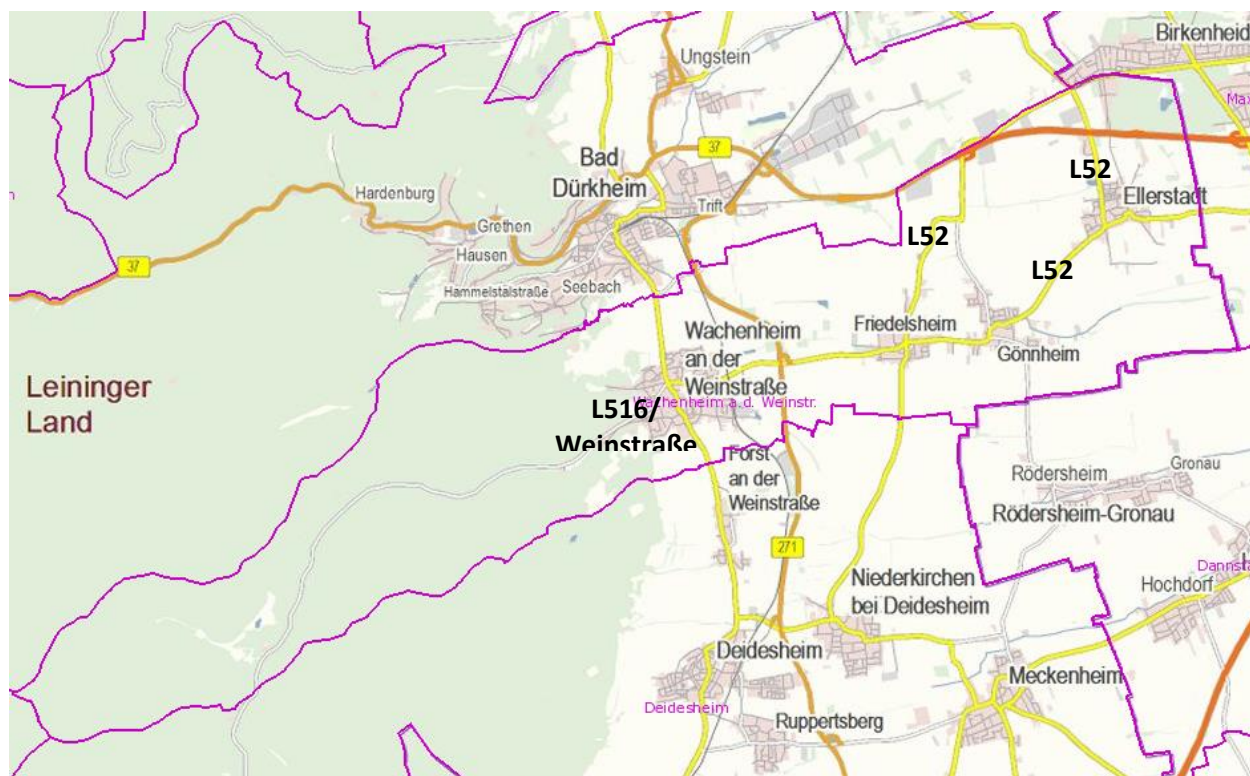 Birkenheid
Ungstein
Max
37
Bad
Dürkheim
L52
Ellerstadt
Hardenburg
Trift
Grethen
L52
Hausen
37
L52
Hammelstalstraße
Seebach
Wachenheim
an der
Weinstraße
Friedelsheim
Gönnheim
Leininger
Land
Wachenheim a.d. Weinstr.
L516/
Weinstraße
Forst
an der
Weinstraße
Rödersheim
Gronau
Rödersheim-Gronau
271
Dannsta
Niederkirchen
bei Deidesheim
Hochdorf
Deidesheim
Meckenheim
Deidesheim
Ruppertsberg